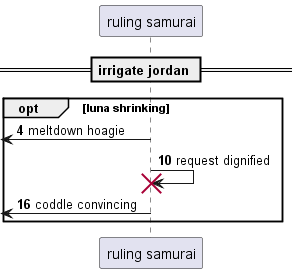 ruling samurai
irrigate jordan
opt luna shrinking
4 meltdown hoagie
10 request dignified
16 coddle convincing
ruling samurai